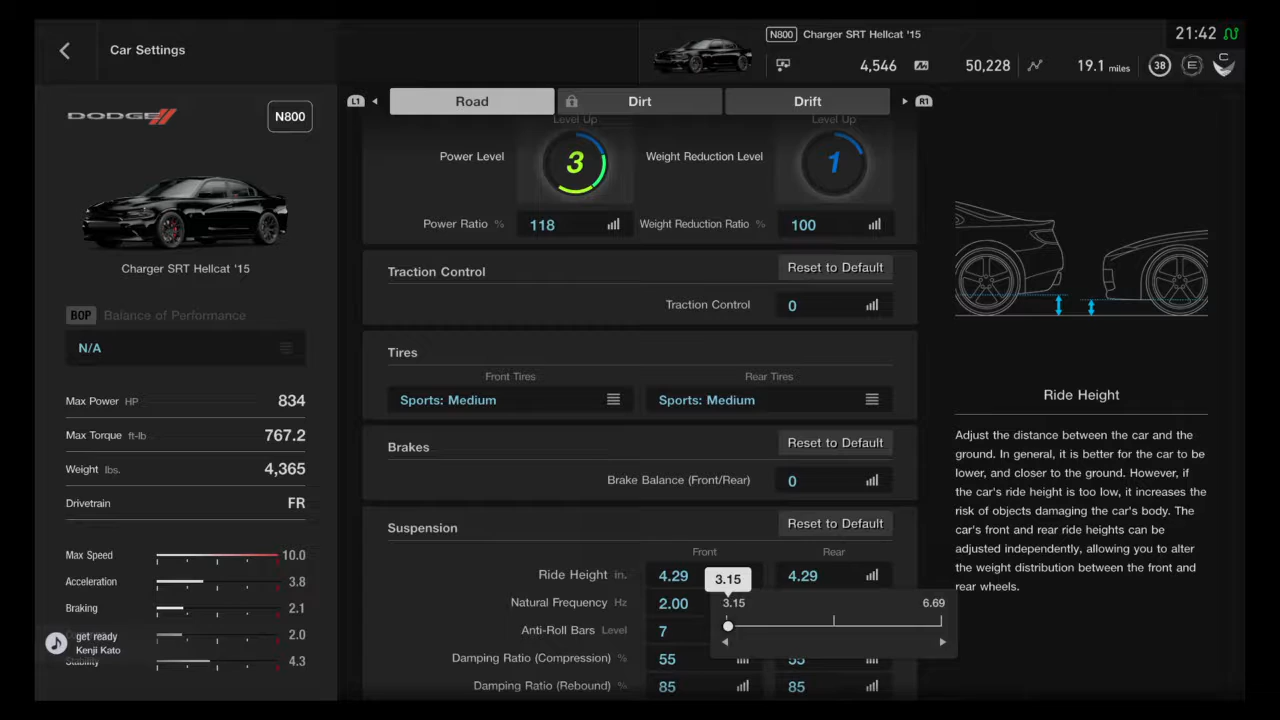 21:42
Car Settings
N800 Charger SRT Hellcat '15
4,546 50,228 19.1 miles 38 E C
DODGE N800
L1 Road Dirt Drift R1
Level Up Level Up
Power Level 3 Weight Reduction Level 1
Power Ratio % 118 Weight Reduction Ratio % 100
Charger SRT Hellcat '15
BOP Balance of Performance
N/A
Max Power HP 834
Max Torque ft-lb 767.2
Weight lbs. 4,365
Drivetrain FR
Max Speed 10.0
Acceleration 3.8
Braking 2.1
2.0
Stability 4.3
get ready
Kenji Kato
Traction Control Reset to Default
Traction Control 0
Tires
Front Tires Rear Tires
Sports: Medium Sports: Medium
Brakes Reset to Default
Brake Balance (Front/Rear) 0
Suspension Reset to Default
Front Rear
Ride Height in. 4.29 4.29
3.15
Natural Frequency Hz 2.00 3.15 6.69
Anti-Roll Bars Level 7
Damping Ratio (Compression) % 55 55
Damping Ratio (Rebound) % 85 85
Ride Height
Adjust the distance between the car and the
ground. In general, it is better for the car to be
lower, and closer to the ground. However, if
the car's ride height is too low, it increases the
risk of objects damaging the car's body. The
car's front and rear ride heights can be
adjusted independently, allowing you to alter
the weight distribution between the front and
rear wheels.